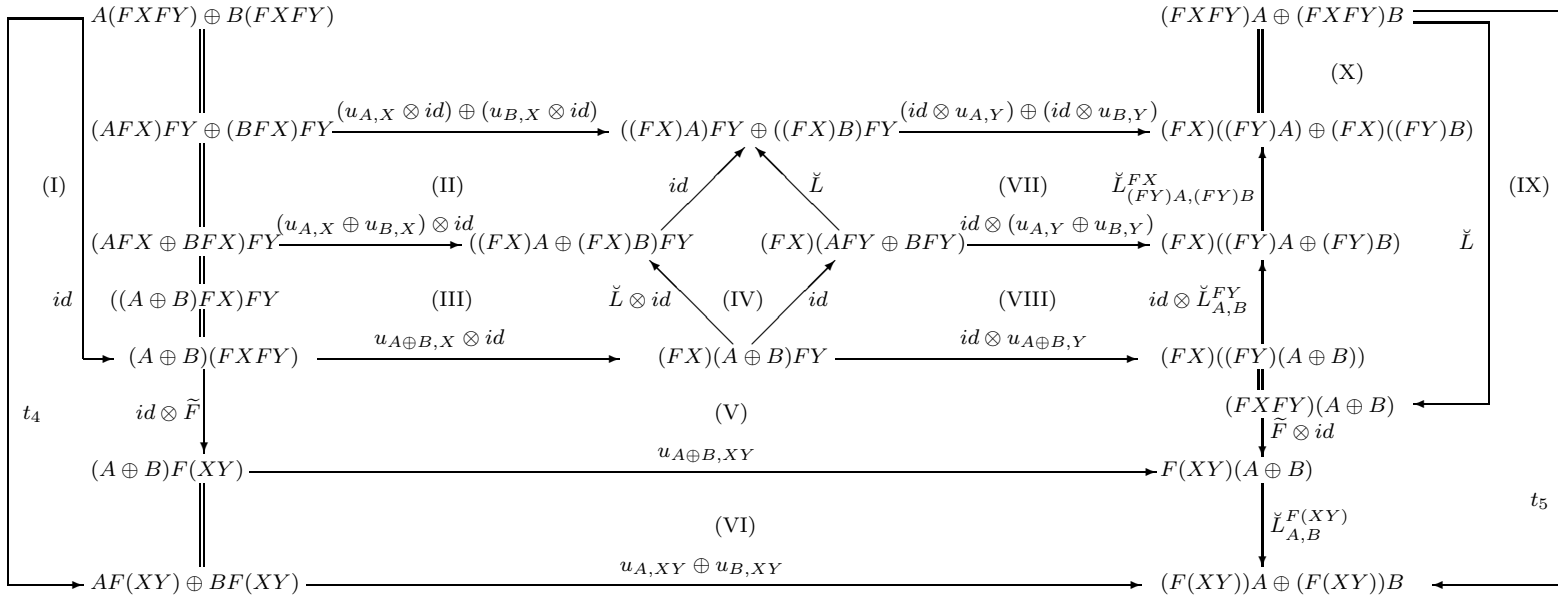 A(FXFY) ⊕ B(FXFY) (FXFY)A ⊕ (FXFY)B
(X)
(u_{A,X} ⊗ id) ⊕ (u_{B,X} ⊗ id) (id ⊗ u_{A,Y}) ⊕ (id ⊗ u_{B,Y})
(AFX)FY ⊕ (BFX)FY ((FX)A)FY ⊕ ((FX)B)FY (FX)((FY)A) ⊕ (FX)((FY)B)
(I) (II) id L̆ (VII) L̆^{FX}_{(FY)A,(FY)B} (IX)
(u_{A,X} ⊕ u_{B,X}) ⊗ id id ⊗ (u_{A,Y} ⊕ u_{B,Y})
(AFX ⊕ BFX)FY ((FX)A ⊕ (FX)B)FY (FX)(AFY ⊕ BFY) (FX)((FY)A ⊕ (FY)B) L̆
id ((A ⊕ B)FX)FY (III) L̆ ⊗ id (IV) id (VIII) id ⊗ L̆^{FY}_{A,B}
u_{A⊕B,X} ⊗ id id ⊗ u_{A⊕B,Y}
(A ⊕ B)(FXFY) (FX)(A ⊕ B)FY (FX)((FY)(A ⊕ B))
t_4 id ⊗ F̃ (V) (FXFY)(A ⊕ B)
F̃ ⊗ id
u_{A⊕B,XY}
(A ⊕ B)F(XY) F(XY)(A ⊕ B)
(VI) L̆^{F(XY)}_{A,B} t_5
u_{A,XY} ⊕ u_{B,XY}
AF(XY) ⊕ BF(XY) (F(XY))A ⊕ (F(XY))B